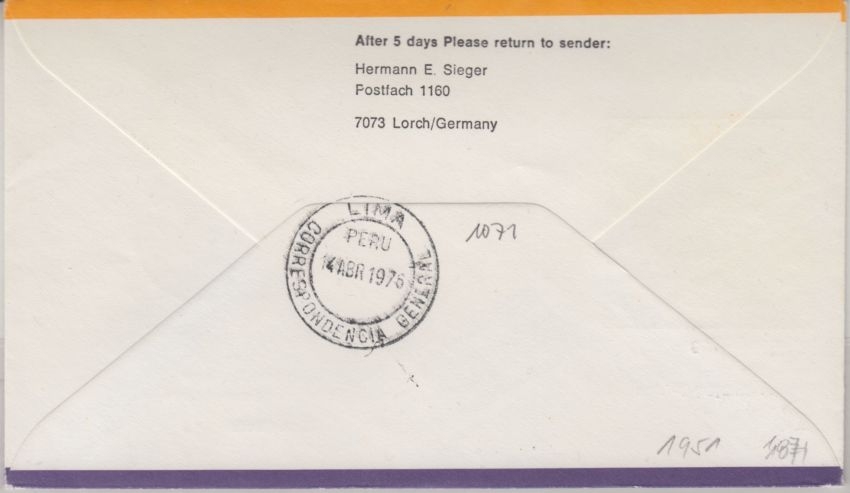 After 5 days Please return to sender:
Hermann E. Sieger
Postfach 1160
7073 Lorch/Germany
LIMA
PERU
14 ABR 1976
CORRESPONDENCIA GENERAL
1071
1951